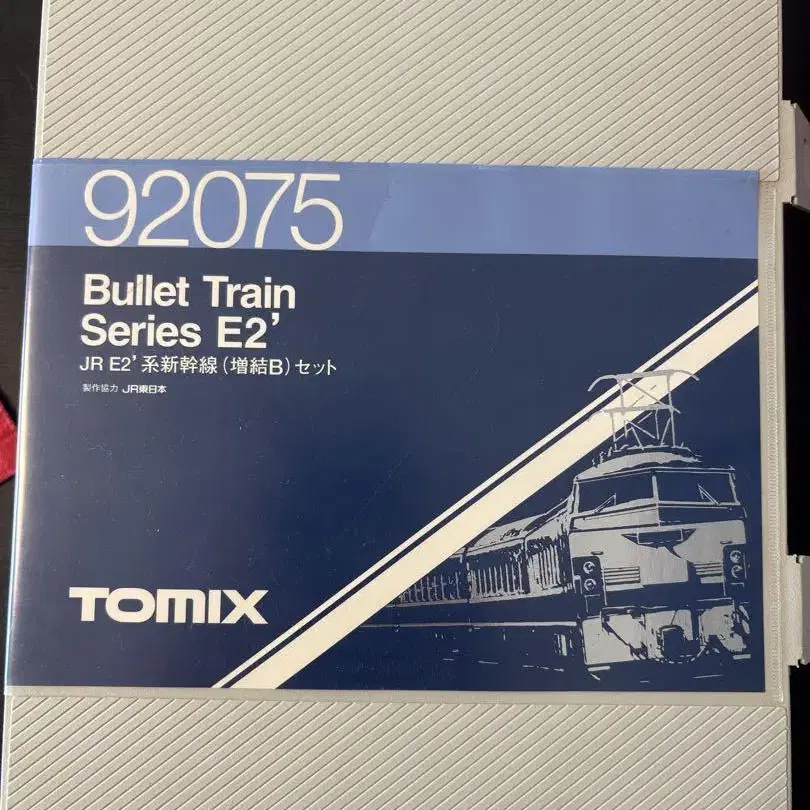 92075
Bullet Train
Series E2'
JR E2' 系新幹線(増結B)セット
製作協力 JR東日本
TOMIX